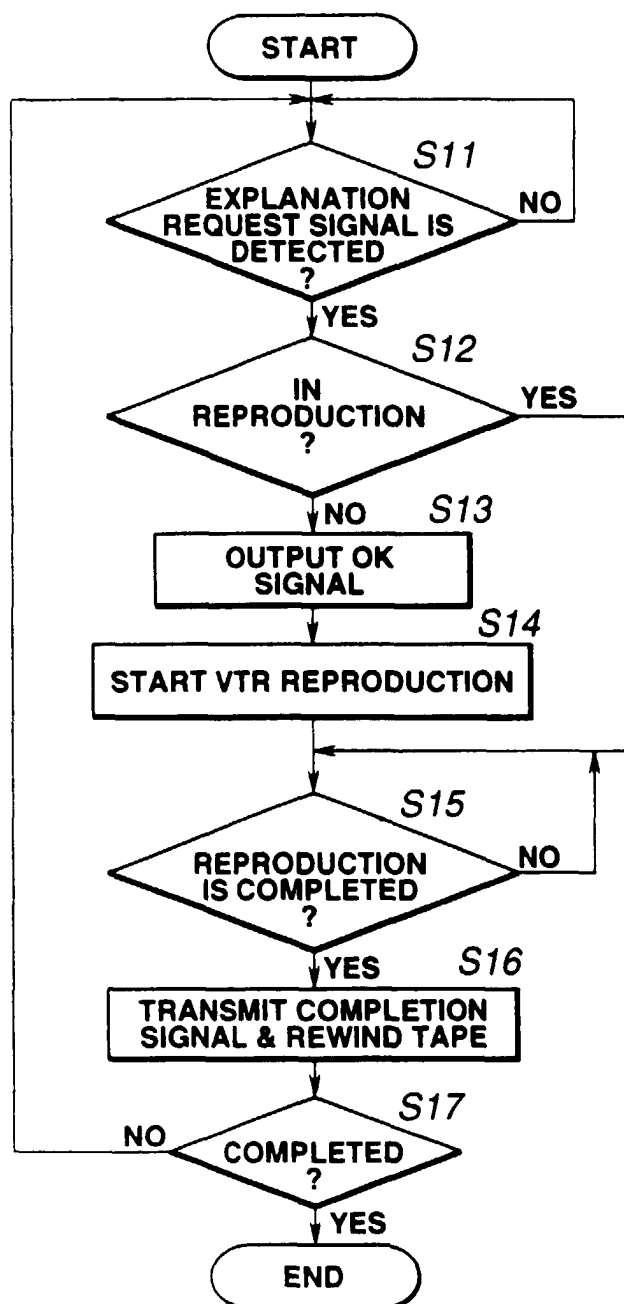 START
S11
EXPLANATION
REQUEST SIGNAL IS
DETECTED
?
NO
YES
S12
IN
REPRODUCTION
?
YES
NO
S13
OUTPUT OK
SIGNAL
S14
START VTR REPRODUCTION
S15
REPRODUCTION
IS COMPLETED
?
NO
YES
S16
TRANSMIT COMPLETION
SIGNAL & REWIND TAPE
S17
NO
COMPLETED
?
YES
END